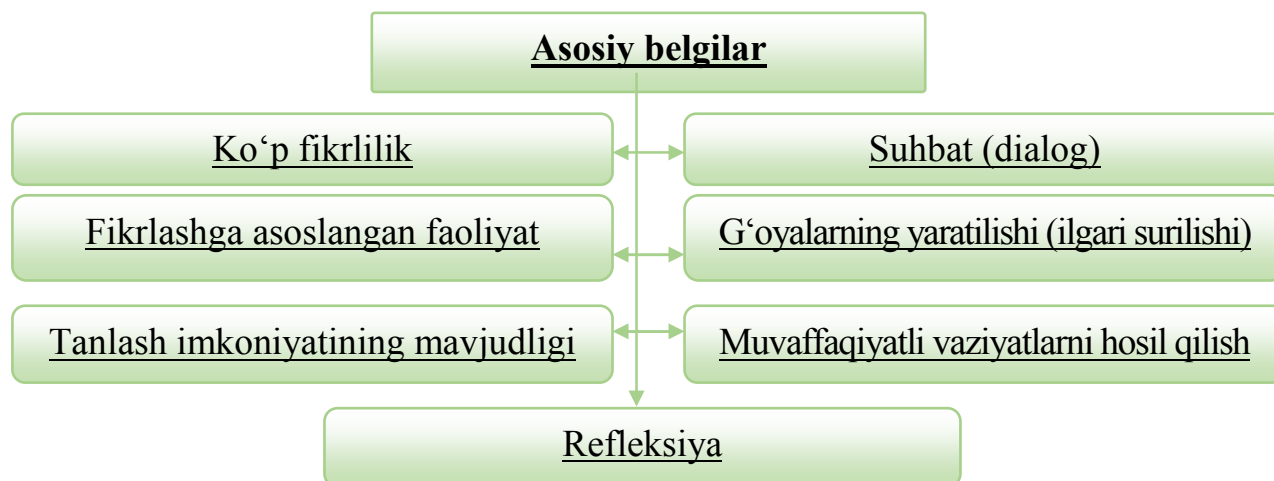 Asosiy belgilar
Ko‘p fikrlilik
Suhbat (dialog)
Fikrlashga asoslangan faoliyat
G‘oyalarning yaratilishi (ilgari surilishi)
Tanlash imkoniyatining mavjudligi
Muvaffaqiyatli vaziyatlarni hosil qilish
Refleksiya